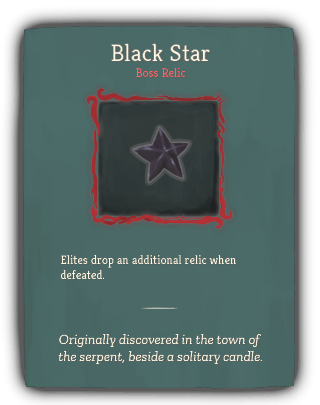 Black Star
Boss Relic
Elites drop an additional relic when
defeated.
Originally discovered in the town of
the serpent, beside a solitary candle.